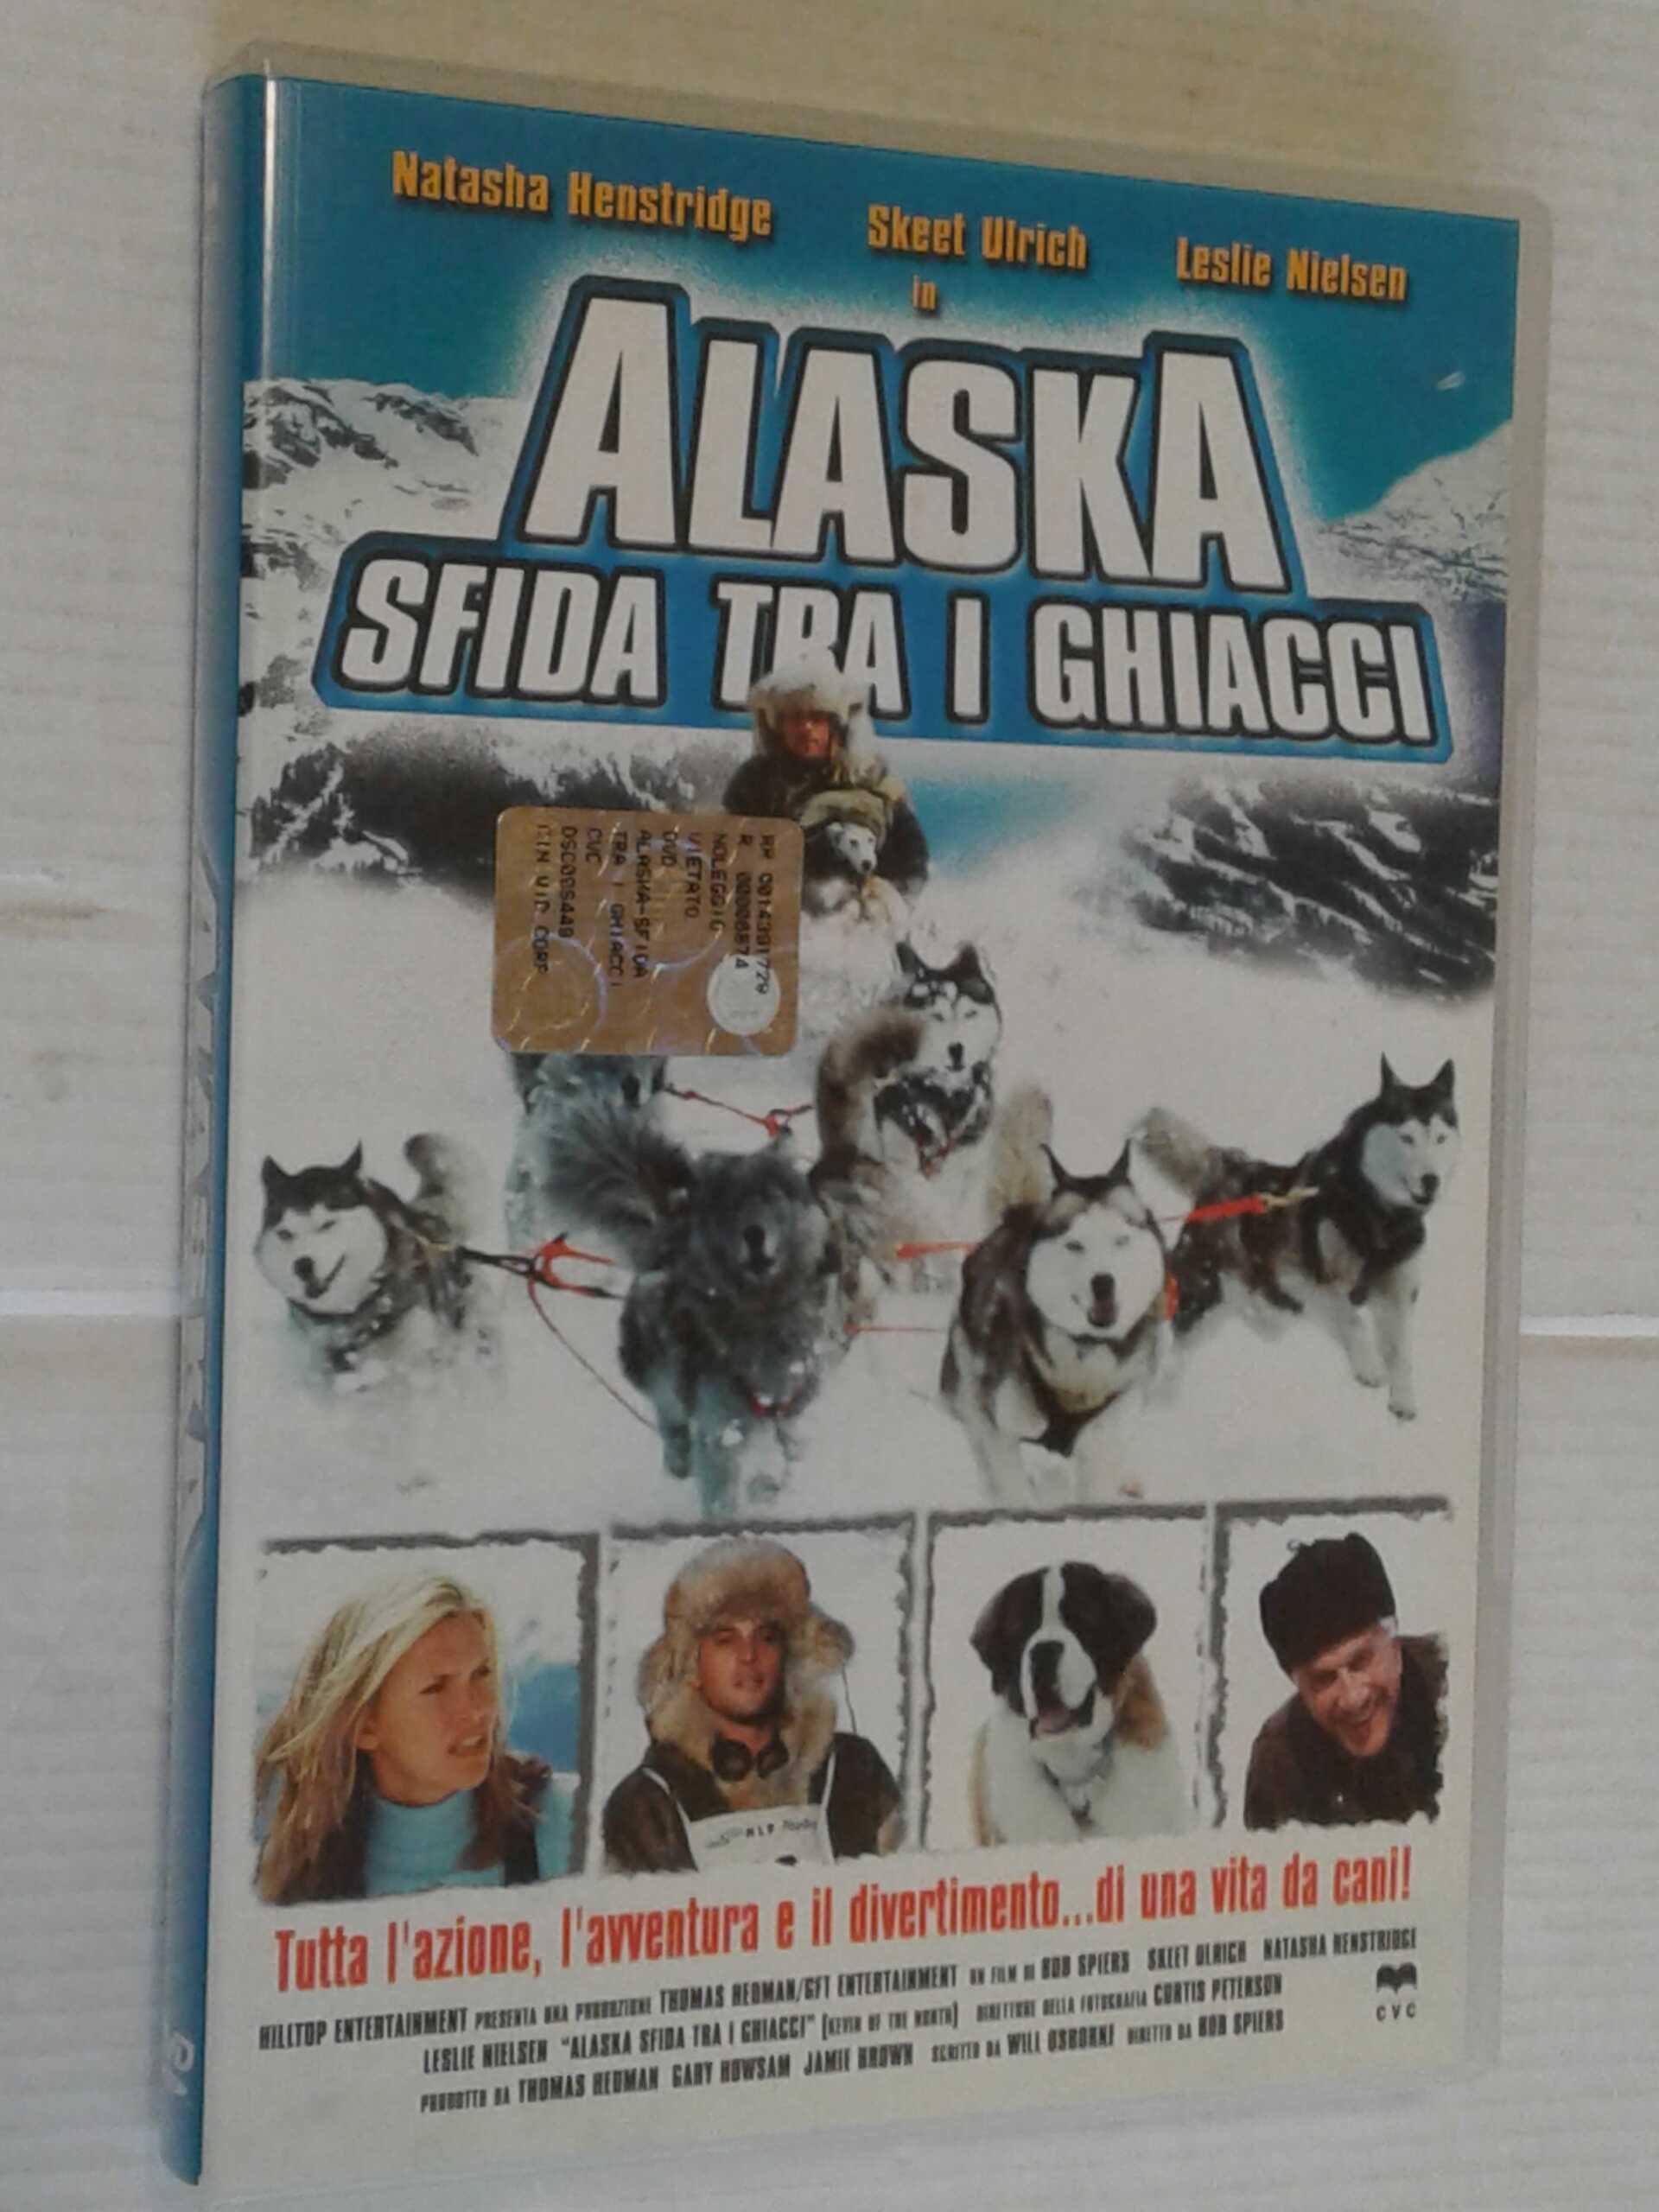 Natasha Henstridge Skeet Ulrich Leslie Nielsen
in
ALASKA
SFIDA TRA I GHIACCI
NOLEGGIO
VIETATO
DVD
ALASKA-SFIDA
TRA I GHIACCI
CVC
Tutta l'azione, l'avventura e il divertimento...di una vita da cani!
HILLTOP ENTERTAINMENT PRESENTA UNA PRODUZIONE THOMAS HEDMAN/GFT ENTERTAINMENT UN FILM DI BOB SPIERS SKEET ULRICH NATASHA HENSTRIDGE
LESLIE NIELSEN "ALASKA SFIDA TRA I GHIACCI" (KEVIN OF THE NORTH) DIRETTORE DELLA FOTOGRAFIA CURTIS PETERSON
PRODOTTO DA THOMAS HEDMAN GARY HOWSAM JAMIE BROWN SCRITTO DA WILL OSBORNE DIRETTO DA BOB SPIERS
CVC
ALASKA